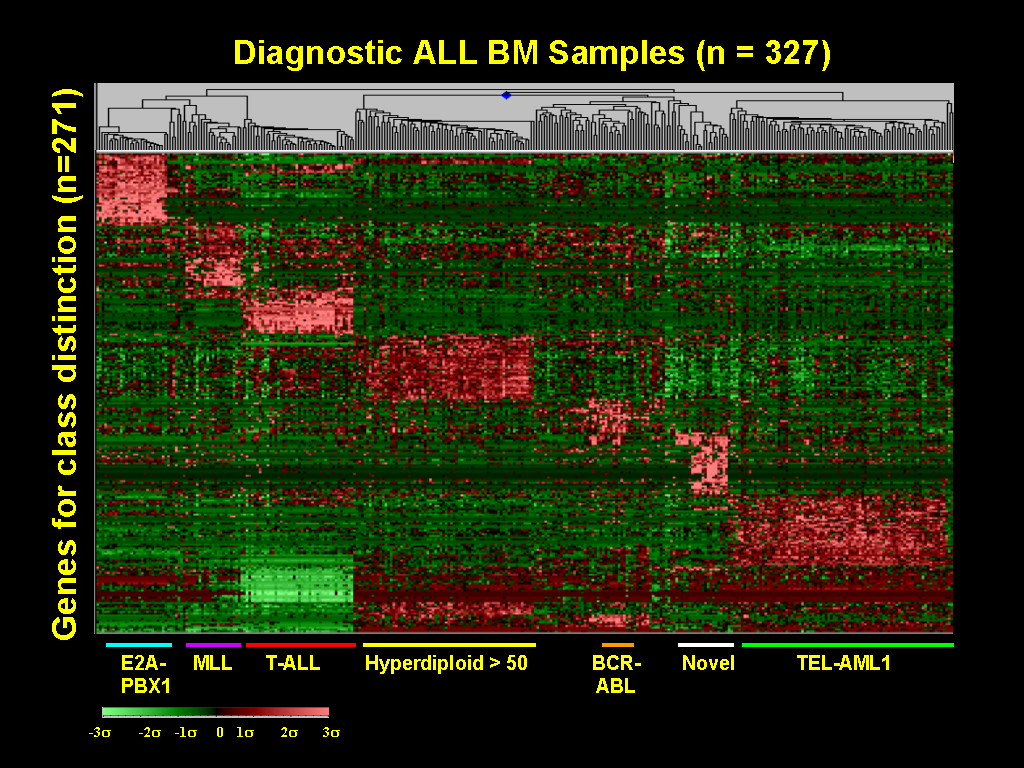 Diagnostic ALL BM Samples (n = 327)
Genes for class distinction (n=271)
E2A-
PBX1
MLL
T-ALL
Hyperdiploid > 50
BCR-
ABL
Novel
TEL-AML1
-3σ -2σ -1σ 0 1σ 2σ 3σ